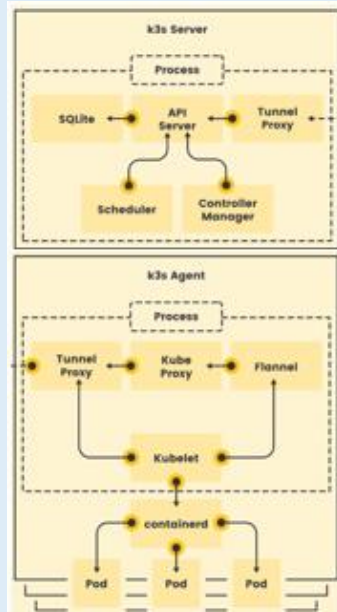 k3s Server
Process
SQLite
API
Server
Tunnel
Proxy
Scheduler
Controller
Manager
k3s Agent
Process
Tunnel
Proxy
Kube
Proxy
Flannel
Kubelet
containerd
Pod
Pod
Pod